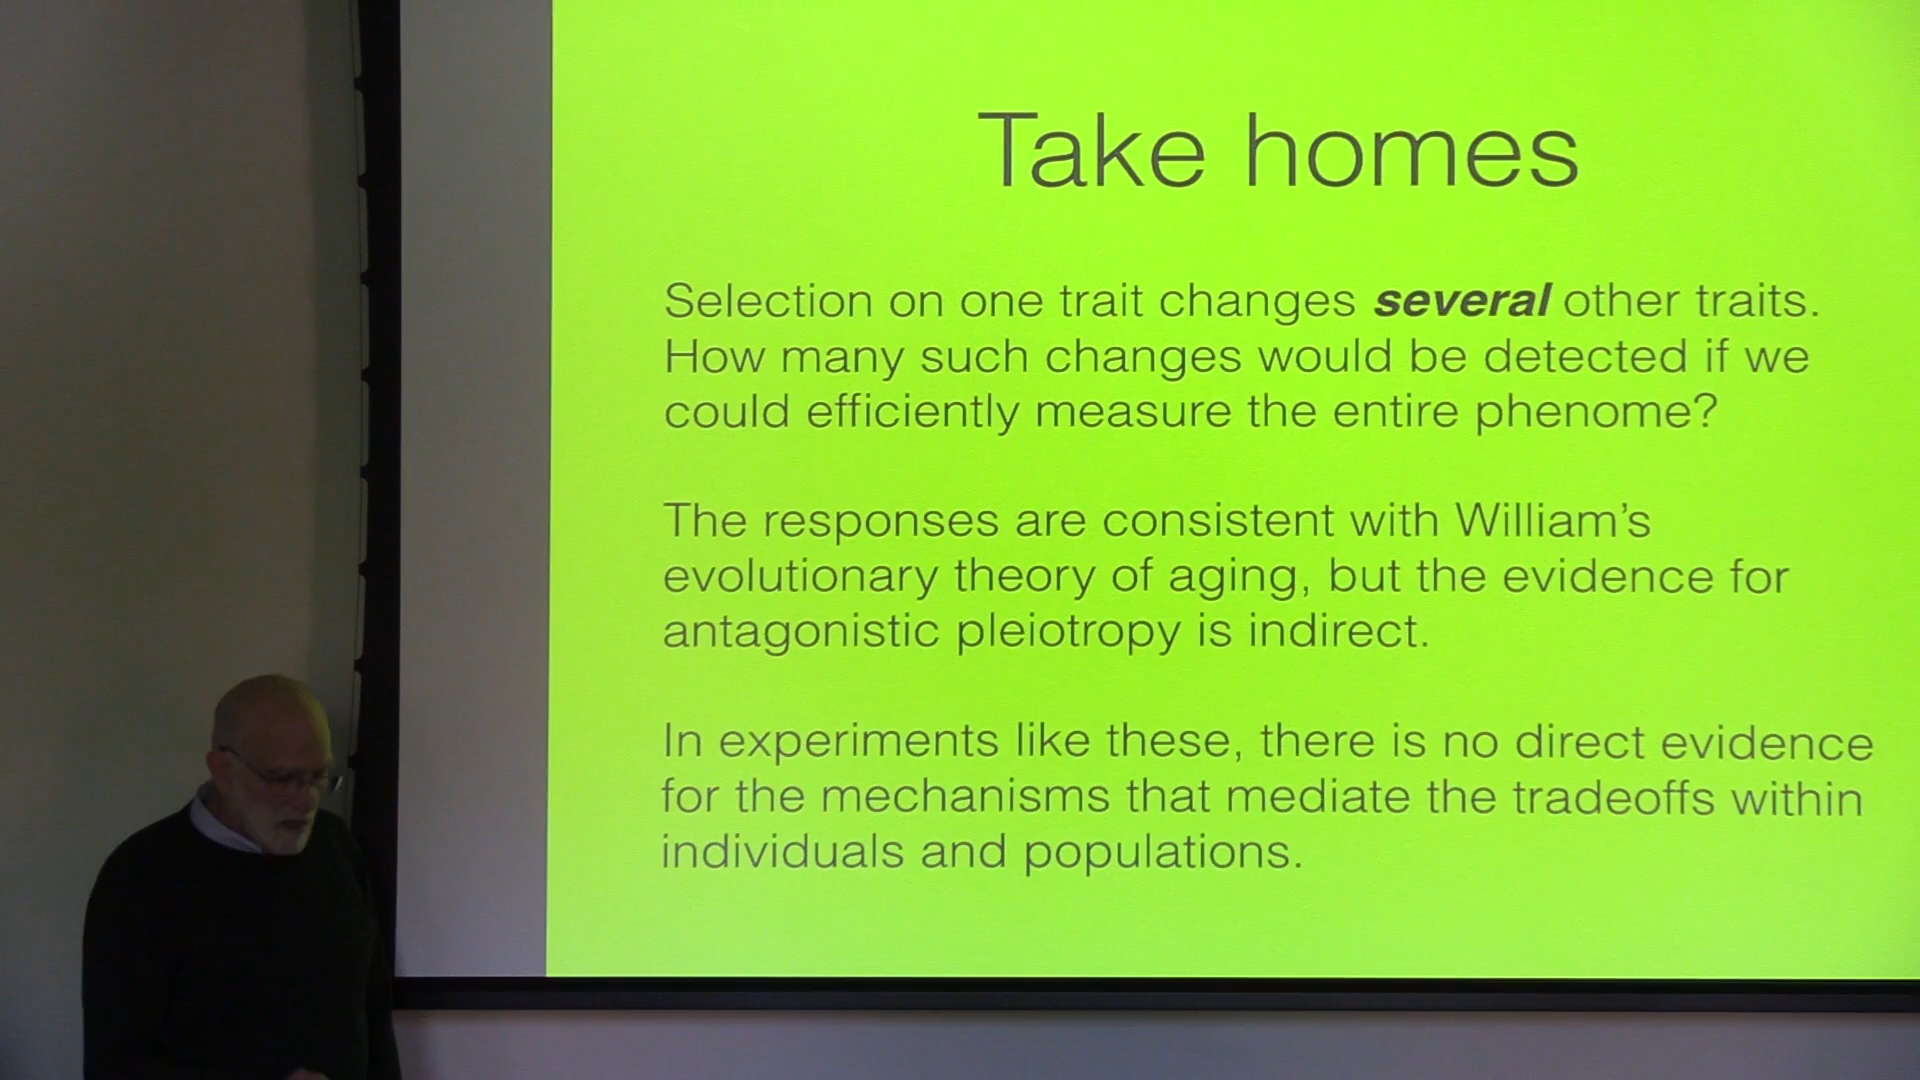 Take homes
Selection on one trait changes several other traits.
How many such changes would be detected if we
could efficiently measure the entire phenome?
The responses are consistent with William’s
evolutionary theory of aging, but the evidence for
antagonistic pleiotropy is indirect.
In experiments like these, there is no direct evidence
for the mechanisms that mediate the tradeoffs within
individuals and populations.